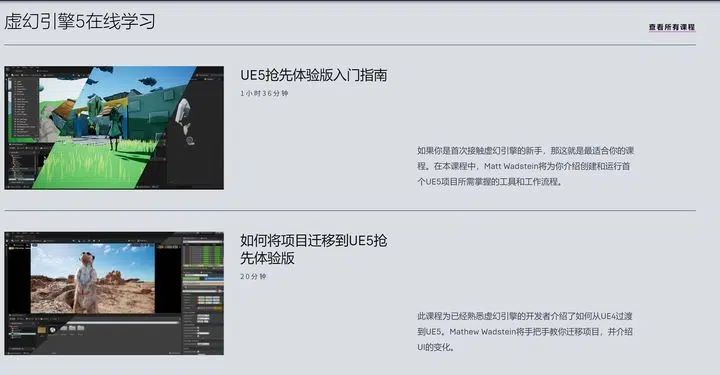 虚幻引擎5在线学习
查看所有课程
UE5抢先体验版入门指南
1小时36分钟
如果你是首次接触虚幻引擎的新手，那这就是最适合你的课
程。在本课程中，Matt Wadstein将为你介绍创建和运行首
个UE5项目所需掌握的工具和工作流程。
如何将项目迁移到UE5抢
先体验版
20分钟
此课程为已经熟悉虚幻引擎的开发者介绍了如何从UE4过渡
到UE5。Mathew Wadstein将手把手教你迁移项目，并介绍
UI的变化。